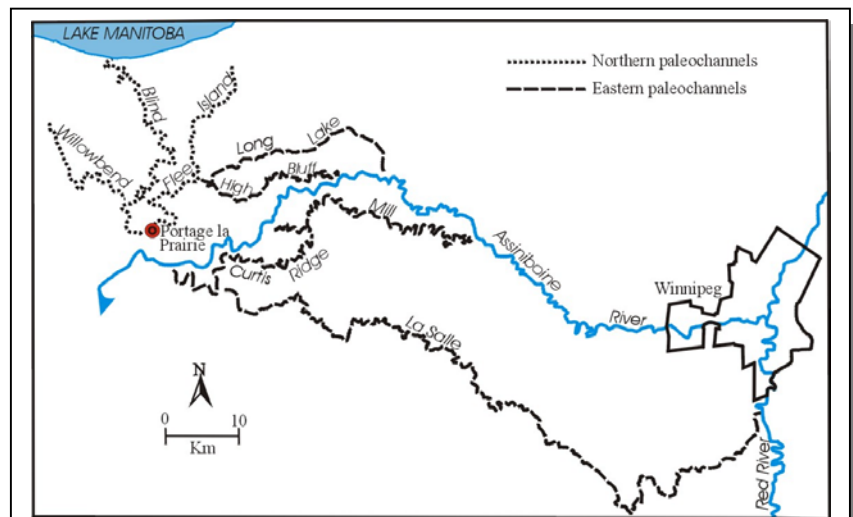 LAKE MANITOBA
Northern paleochannels
Eastern paleochannels
Blind
Island
Willowbend
Flee
Long
Lake
High
Bluff
Portage la
Prairie
Mill
Curtis
Ridge
Assiniboine
River
Winnipeg
La Salle
N
0 10
Km
Red River